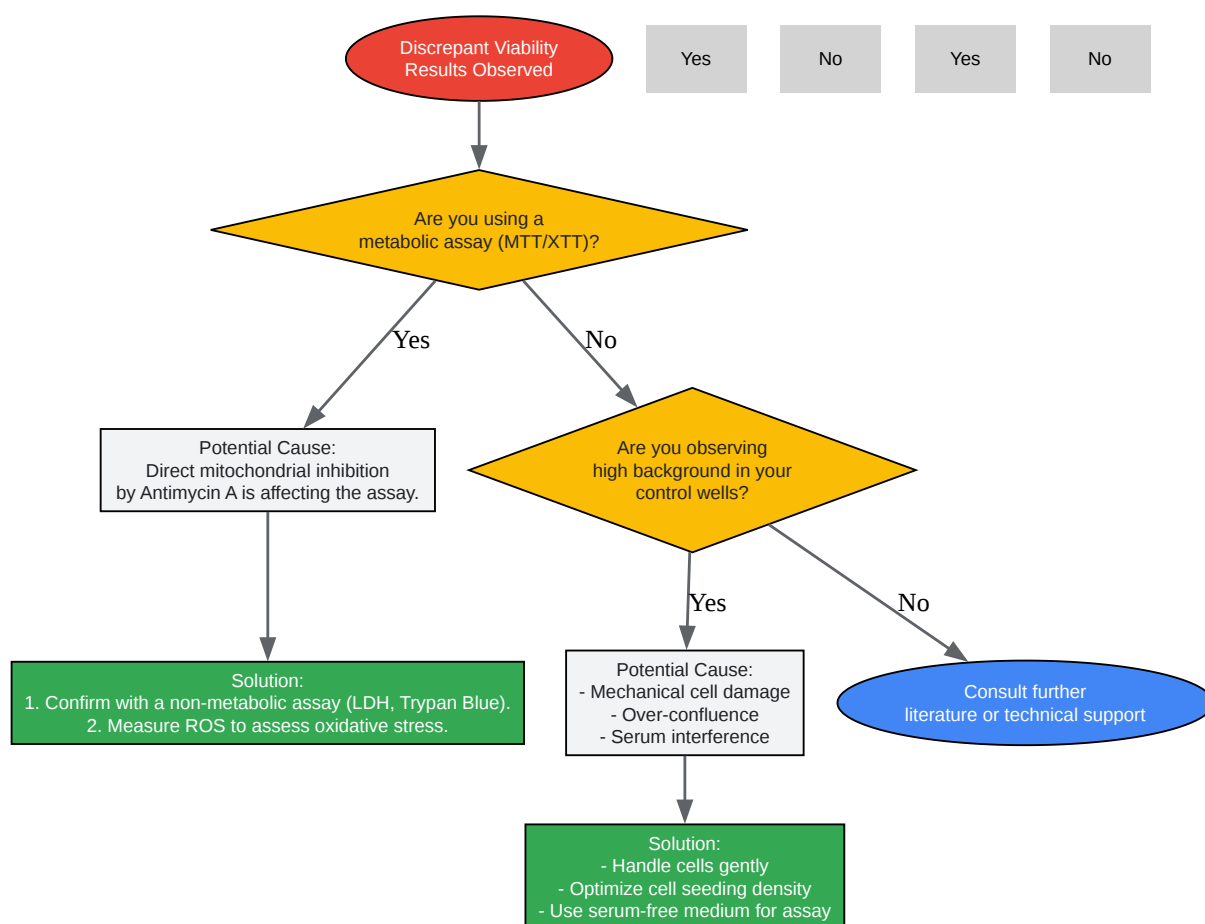 Discrepant Viability
Results Observed
Yes
No
Yes
No
Are you using a
metabolic assay (MTT/XTT)?
Yes
No
Potential Cause:
Direct mitochondrial inhibition
by Antimycin A is affecting the assay.
Are you observing
high background in your
control wells?
Yes
No
Solution:
1. Confirm with a non-metabolic assay (LDH, Trypan Blue).
2. Measure ROS to assess oxidative stress.
Potential Cause:
- Mechanical cell damage
- Over-confluence
- Serum interference
Consult further
literature or technical support
Solution:
- Handle cells gently
- Optimize cell seeding density
- Use serum-free medium for assay